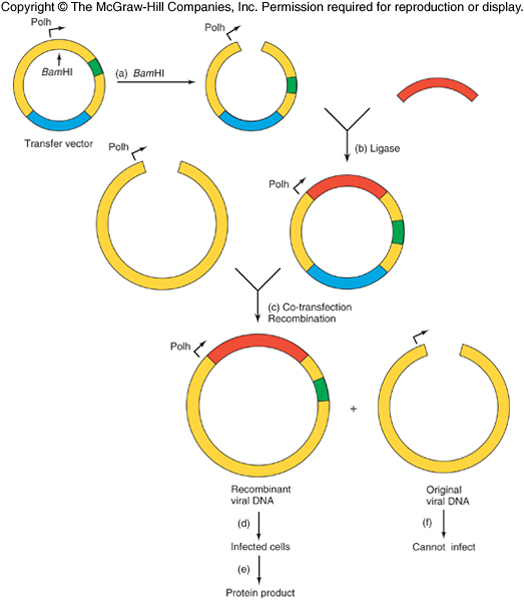 Copyright © The McGraw-Hill Companies, Inc. Permission required for reproduction or display.
Polh
BamHI
Transfer vector
(a) BamHI
Polh
(b) Ligase
Polh
Polh
(c) Co-transfection
Recombination
Polh
+
Recombinant
viral DNA
Original
viral DNA
(d)
(f)
Infected cells
Cannot infect
(e)
Protein product